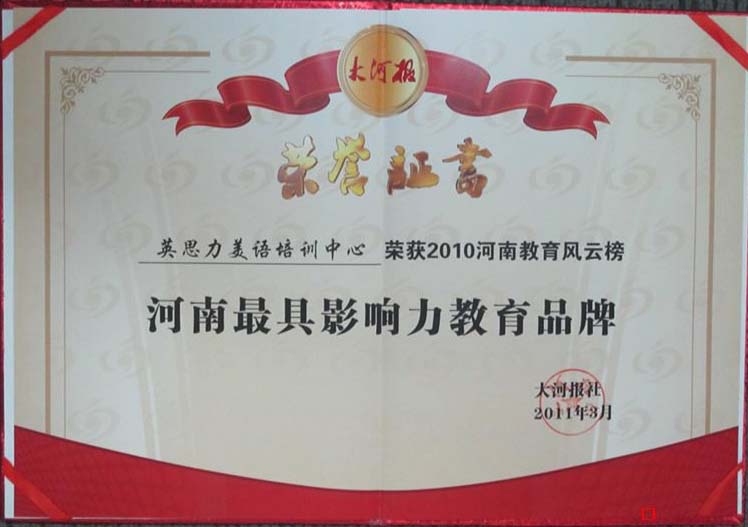 大河报
荣誉证书
英思力美语培训中心 荣获2010河南教育风云榜
河南最具影响力教育品牌
大河报社
2011年3月